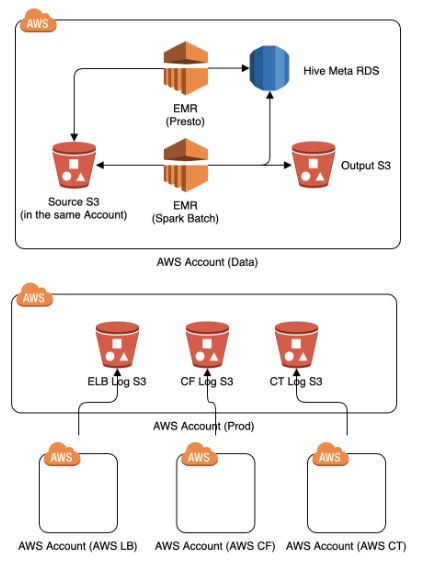 AWS
EMR
(Presto)
Hive Meta RDS
Source S3
(in the same Account)
EMR
(Spark Batch)
Output S3
AWS Account (Data)
AWS
ELB Log S3
CF Log S3
CT Log S3
AWS Account (Prod)
AWS
AWS
AWS
AWS Account (AWS LB)
AWS Account (AWS CF)
AWS Account (AWS CT)